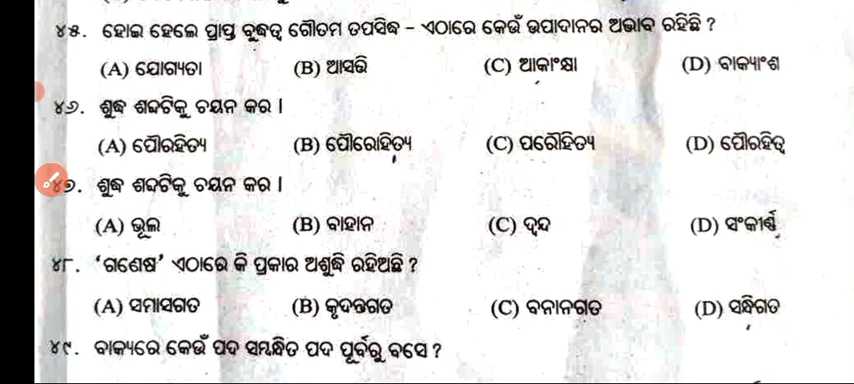 ୪୫. ହୋଇ ହେଲେ ପ୍ରାପ୍ତ ବୁଦ୍ଧତ୍ୱ ଗୌତମ ତପସିଦ୍ଧ – ଏଠାରେ କେଉଁ ଉପାଦାନର ଅଭାବ ରହିଛି ?
(A) ଯୋଗ୍ୟତା (B) ଆସତ୍ତି (C) ଆକାଂକ୍ଷା (D) ବାକ୍ୟାଂଶ
୪୬. ଶୁଦ୍ଧ ଶବ୍ଦଟିକୁ ଚୟନ କର ।
(A) ପୌରହିତ୍ୟ (B) ପୌରୋହିତ୍ୟ (C) ପରୌହିତ୍ୟ (D) ପୌରହିତ୍ୱ
୪୭. ଶୁଦ୍ଧ ଶବ୍ଦଟିକୁ ଚୟନ କର ।
(A) ଭୂଲ (B) ବାହାନ (C) ଦ୍ୱନ୍ଦ (D) ସଂକୀର୍ଣ୍ଣ
୪୮. ‘ଗଣେଷ’ ଏଠାରେ କି ପ୍ରକାର ଅଶୁଦ୍ଧି ରହିଅଛି ?
(A) ସମାସଗତ (B) କୃଦନ୍ତଗତ (C) ବନାନଗତ (D) ସନ୍ଧିଗତ
୪୯. ବାକ୍ୟରେ କେଉଁ ପଦ ସମ୍ବନ୍ଧିତ ପଦ ପୂର୍ବରୁ ବସେ ?